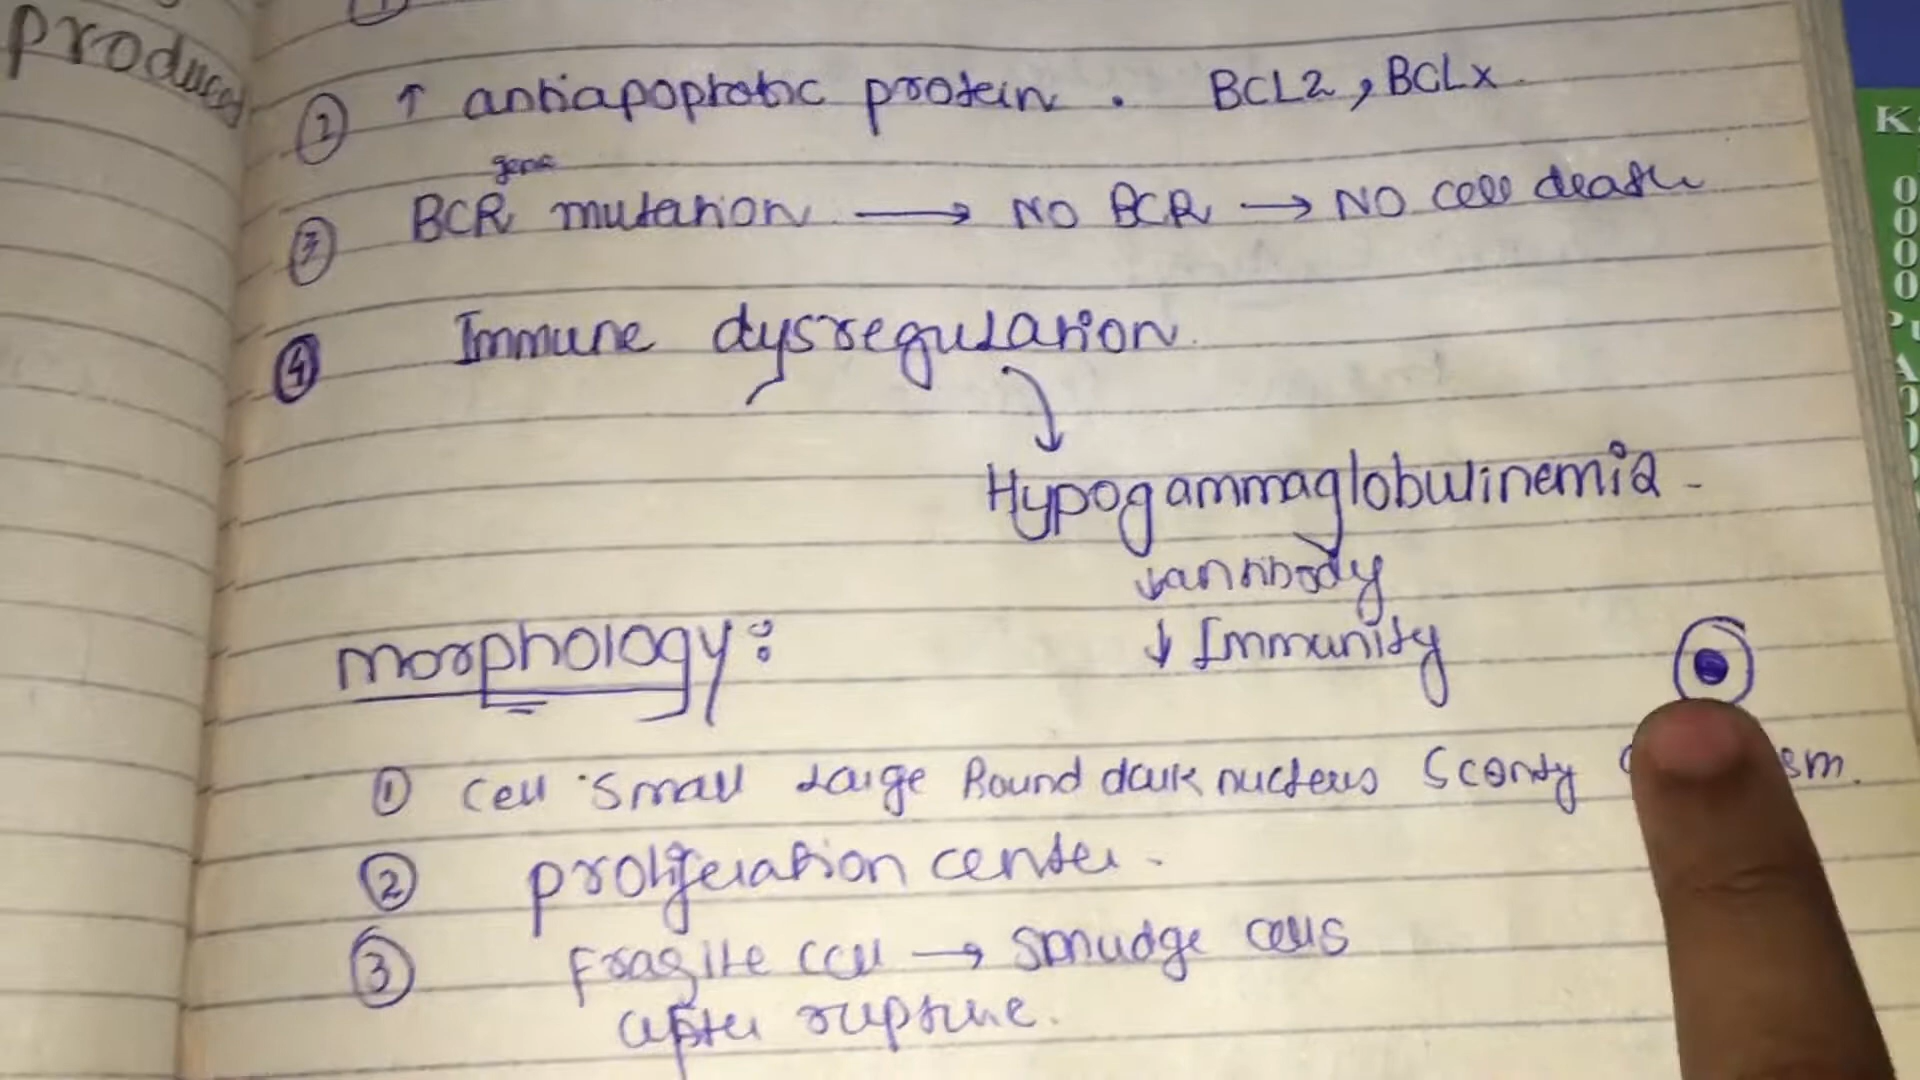 produces
② ↑ antiapoptotic protein . BCL2, BCLX.
gene
③ BCR mutation → NO BCR → NO cell death
④ Immune dysregulation.
Hypogammaglobulinemia -
↓ antibody
↓ Immunity
morphology:
① cell small Large Round dark nucleus Scanty sm.
② proliferation center.
③ Fragile cell → smudge cells
after rupture.